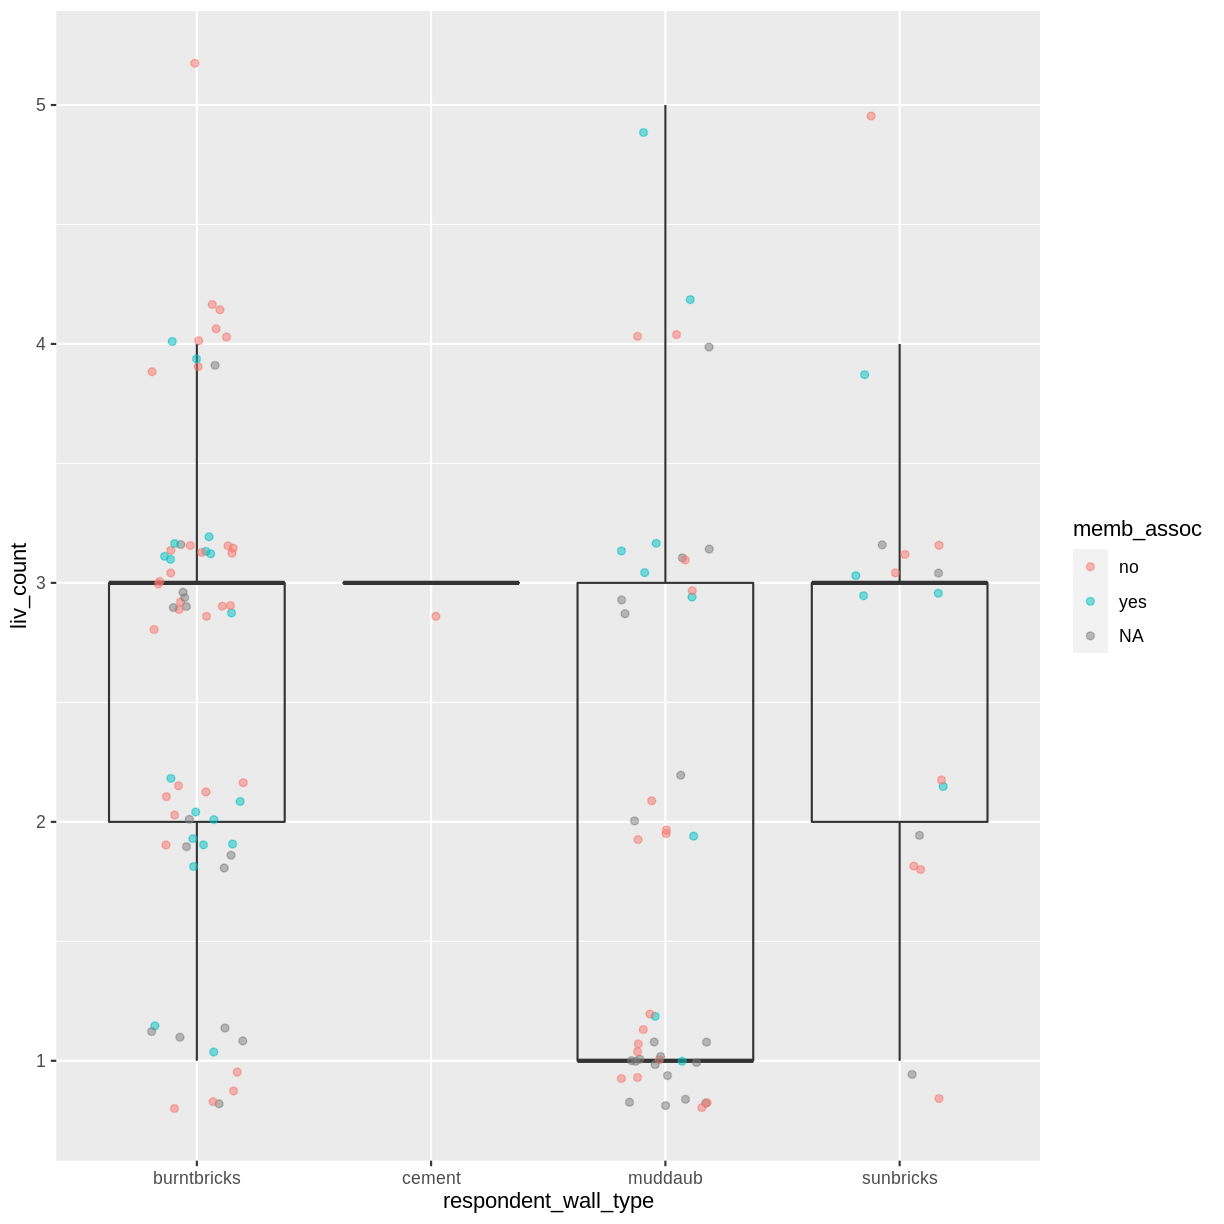 5
4
3
2
1
liv_count
burntbricks cement muddaub sunbricks
respondent_wall_type
memb_assoc
no
yes
NA